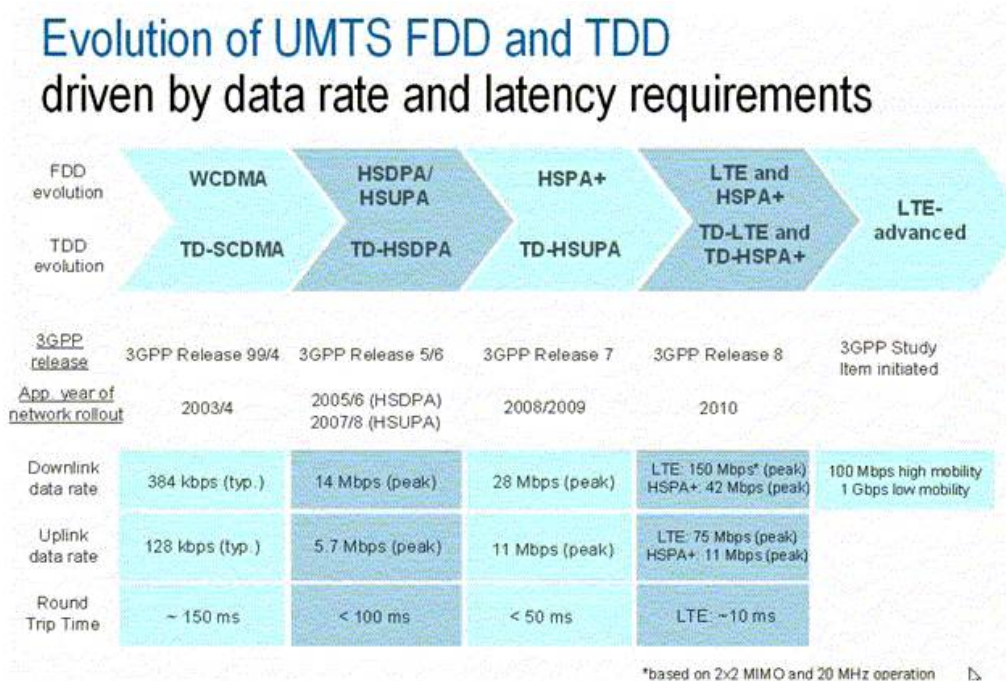 Evolution of UMTS FDD and TDD
driven by data rate and latency requirements
FDD
evolution
WCDMA
HSDPA/
HSUPA
HSPA+
LTE and
HSPA+
TDD
evolution
TD-SCDMA
TD-HSDPA
TD-HSUPA
TD-LTE and
TD-HSPA+
LTE-
advanced
3GPP
release
3GPP Release 99/4
3GPP Release 5/6
3GPP Release 7
3GPP Release 8
3GPP Study
Item initiated
App. year of
network rollout
2003/4
2005/6 (HSDPA)
2007/8 (HSUPA)
2008/2009
2010
Downlink
data rate
384 kbps (typ.)
14 Mbps (peak)
28 Mbps (peak)
LTE: 150 Mbps* (peak)
HSPA+: 42 Mbps (peak)
100 Mbps high mobility
1 Gbps low mobility
Uplink
data rate
128 kbps (typ.)
5.7 Mbps (peak)
11 Mbps (peak)
LTE: 75 Mbps (peak)
HSPA+: 11 Mbps (peak)
Round
Trip Time
~ 150 ms
< 100 ms
< 50 ms
LTE: ~10 ms
*based on 2x2 MIMO and 20 MHz operation